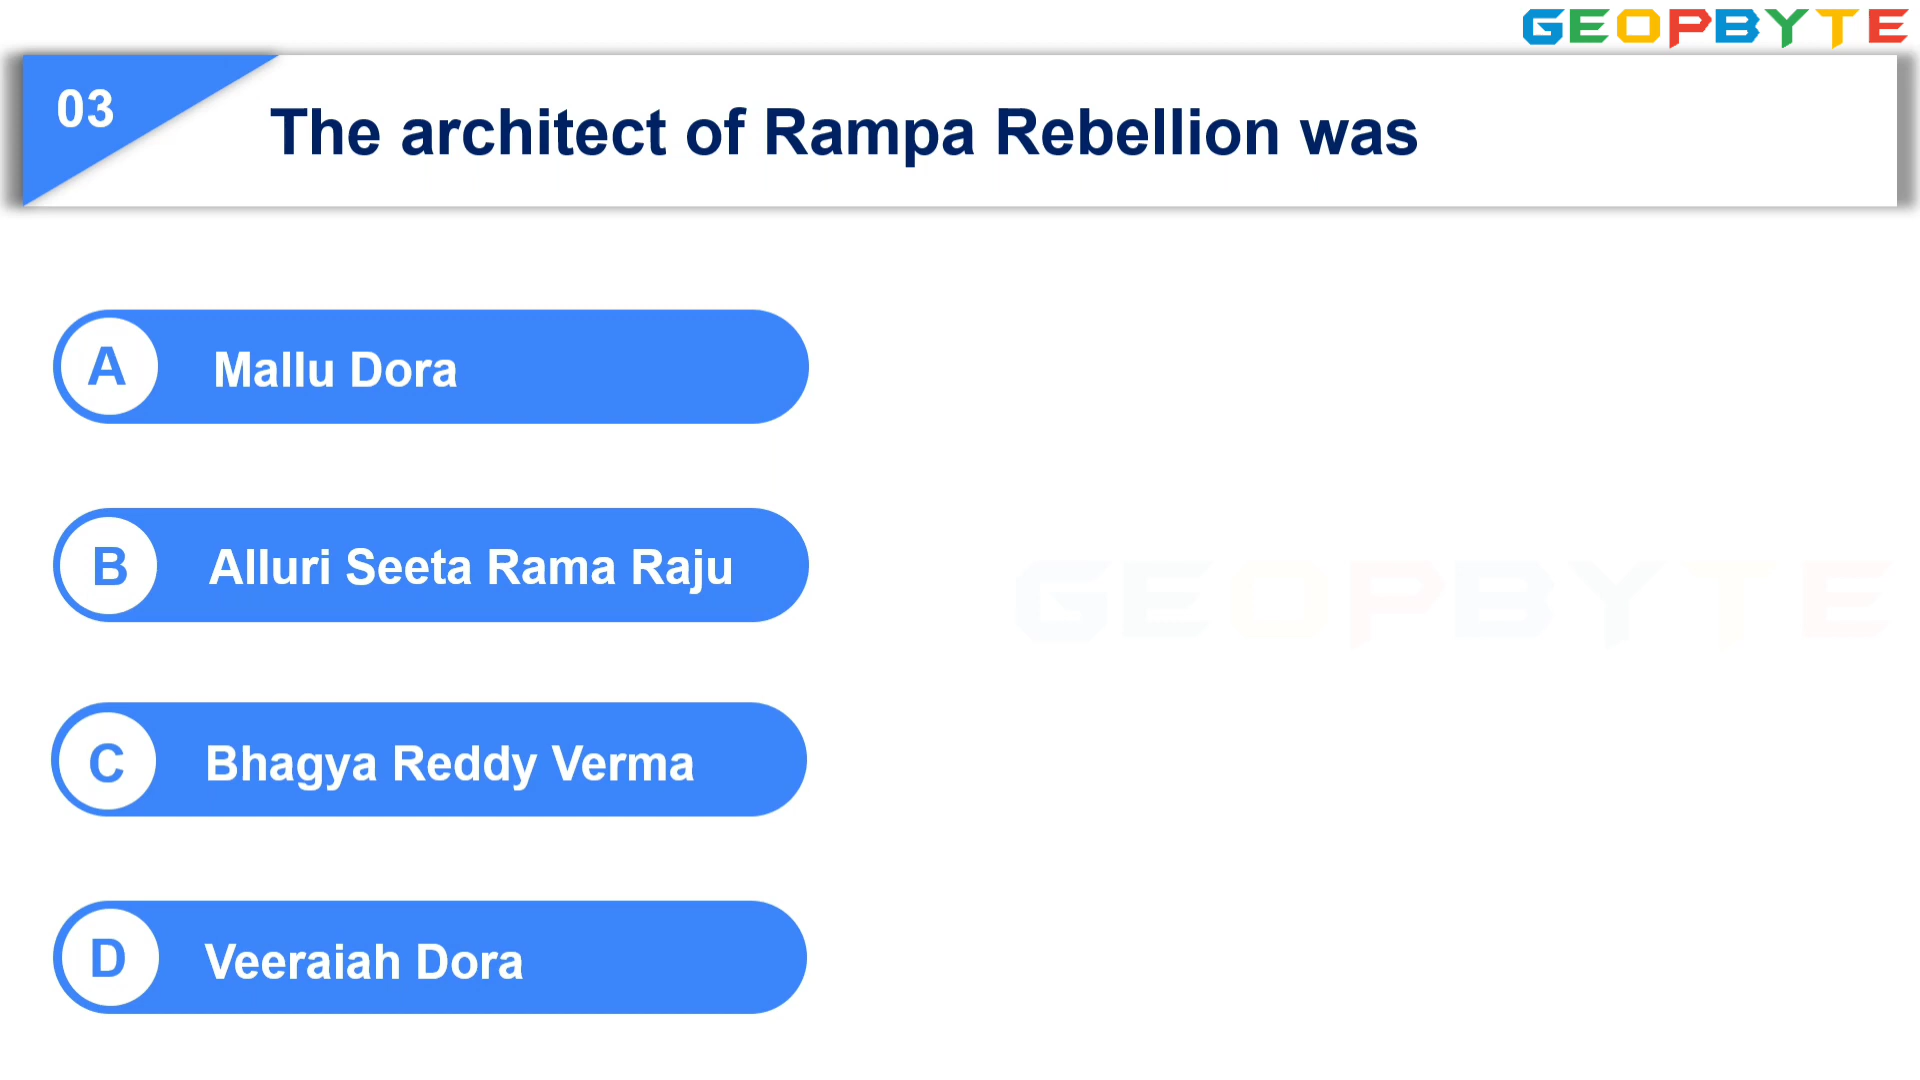 GEOPBYTE
03
The architect of Rampa Rebellion was
A Mallu Dora
B Alluri Seeta Rama Raju
GEOPBYTE
C Bhagya Reddy Verma
D Veeraiah Dora